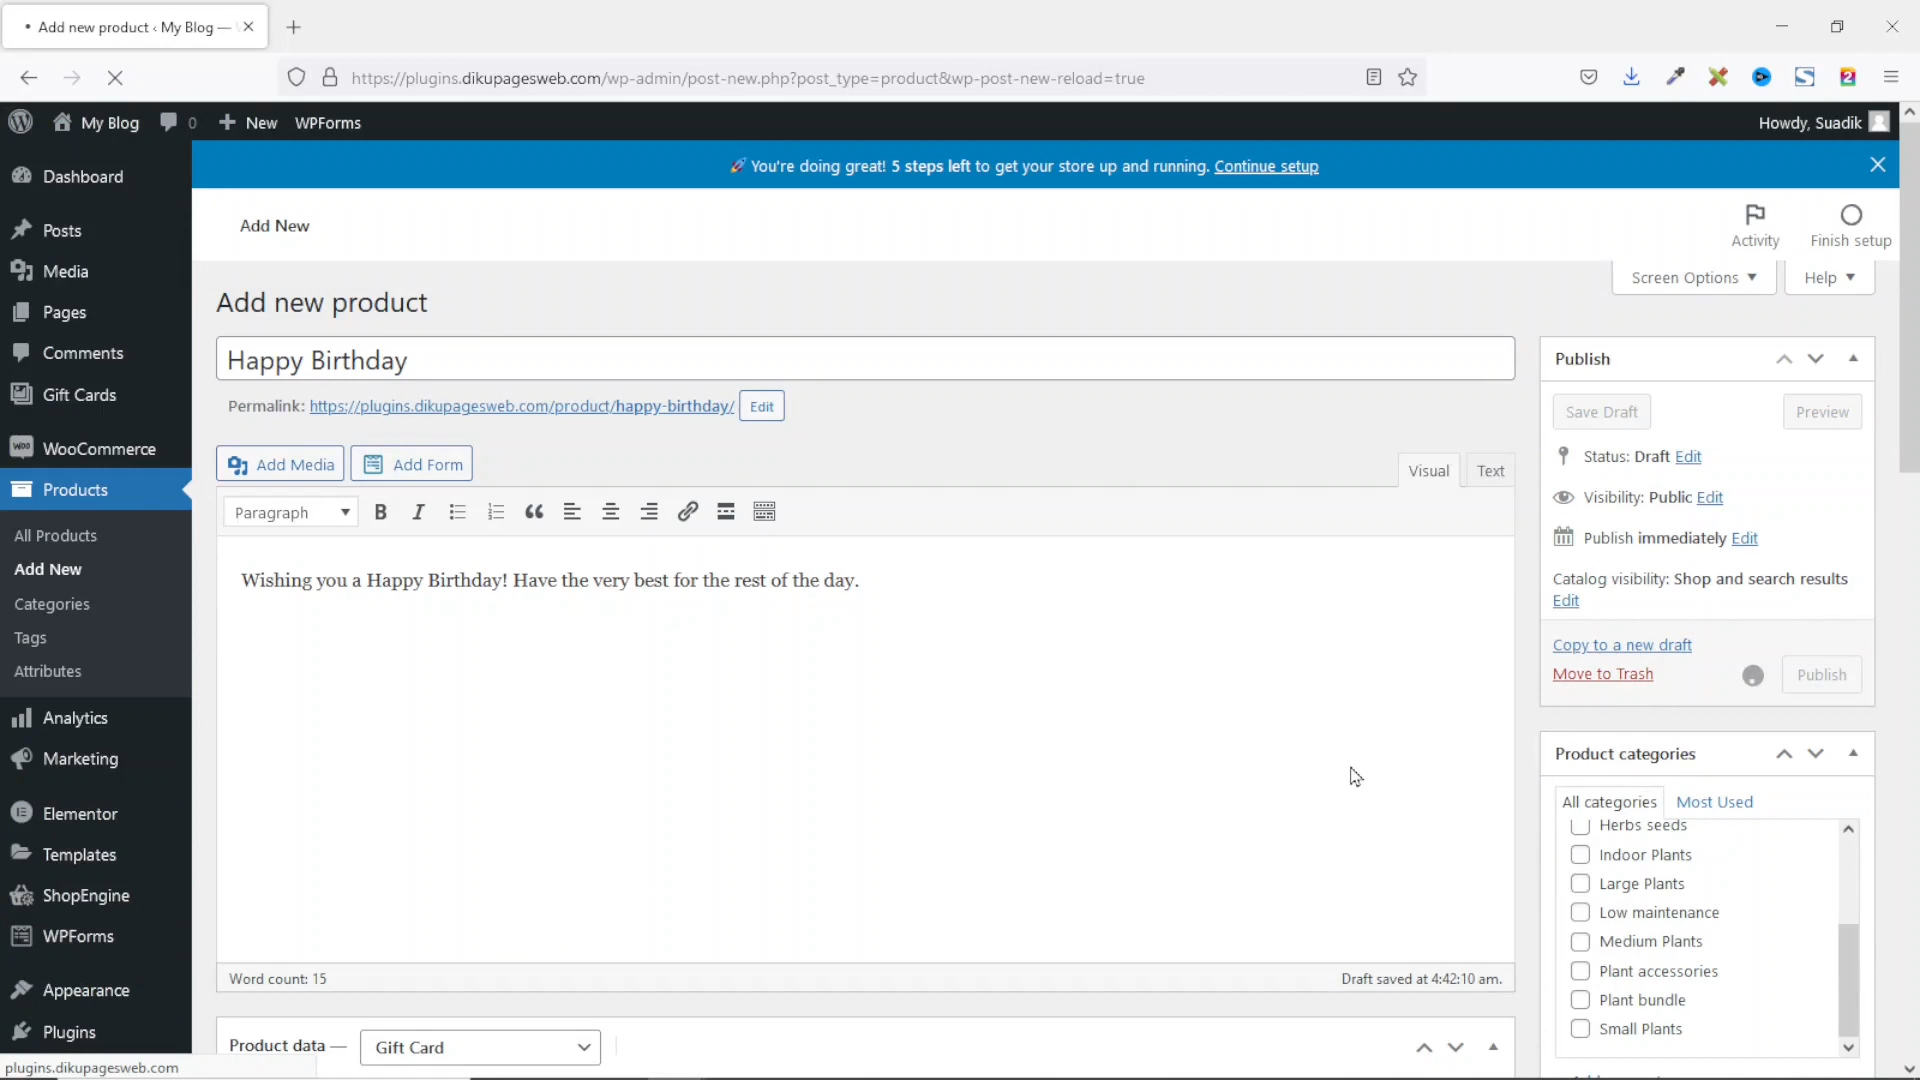 Add new product ‹ My Blog —
https://plugins.dikupagesweb.com/wp-admin/post-new.php?post_type=product&wp-post-new-reload=true
My Blog
0
New
WPForms
Howdy, Suadik
You're doing great! 5 steps left to get your store up and running. Continue setup
Add New
Activity
Finish setup
Screen Options
Help
Dashboard
Posts
Media
Pages
Comments
Gift Cards
WooCommerce
Products
All Products
Add New
Categories
Tags
Attributes
Analytics
Marketing
Elementor
Templates
ShopEngine
WPForms
Appearance
Plugins
plugins.dikupagesweb.com
Add new product
Happy Birthday
Permalink: https://plugins.dikupagesweb.com/product/happy-birthday/ Edit
Add Media
Add Form
Visual
Text
Paragraph
Wishing you a Happy Birthday! Have the very best for the rest of the day.
Word count: 15
Draft saved at 4:42:10 am.
Product data — Gift Card
Publish
Save Draft
Preview
Status: Draft Edit
Visibility: Public Edit
Publish immediately Edit
Catalog visibility: Shop and search results
Edit
Copy to a new draft
Move to Trash
Publish
Product categories
All categories
Most Used
Herbs seeds
Indoor Plants
Large Plants
Low maintenance
Medium Plants
Plant accessories
Plant bundle
Small Plants